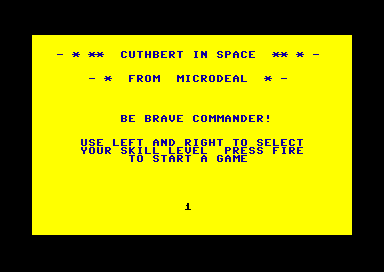 - * ** CUTHBERT IN SPACE ** * -
- * FROM MICRODEAL * -
BE BRAVE COMMANDER!
USE LEFT AND RIGHT TO SELECT
YOUR SKILL LEVEL PRESS FIRE
TO START A GAME
1